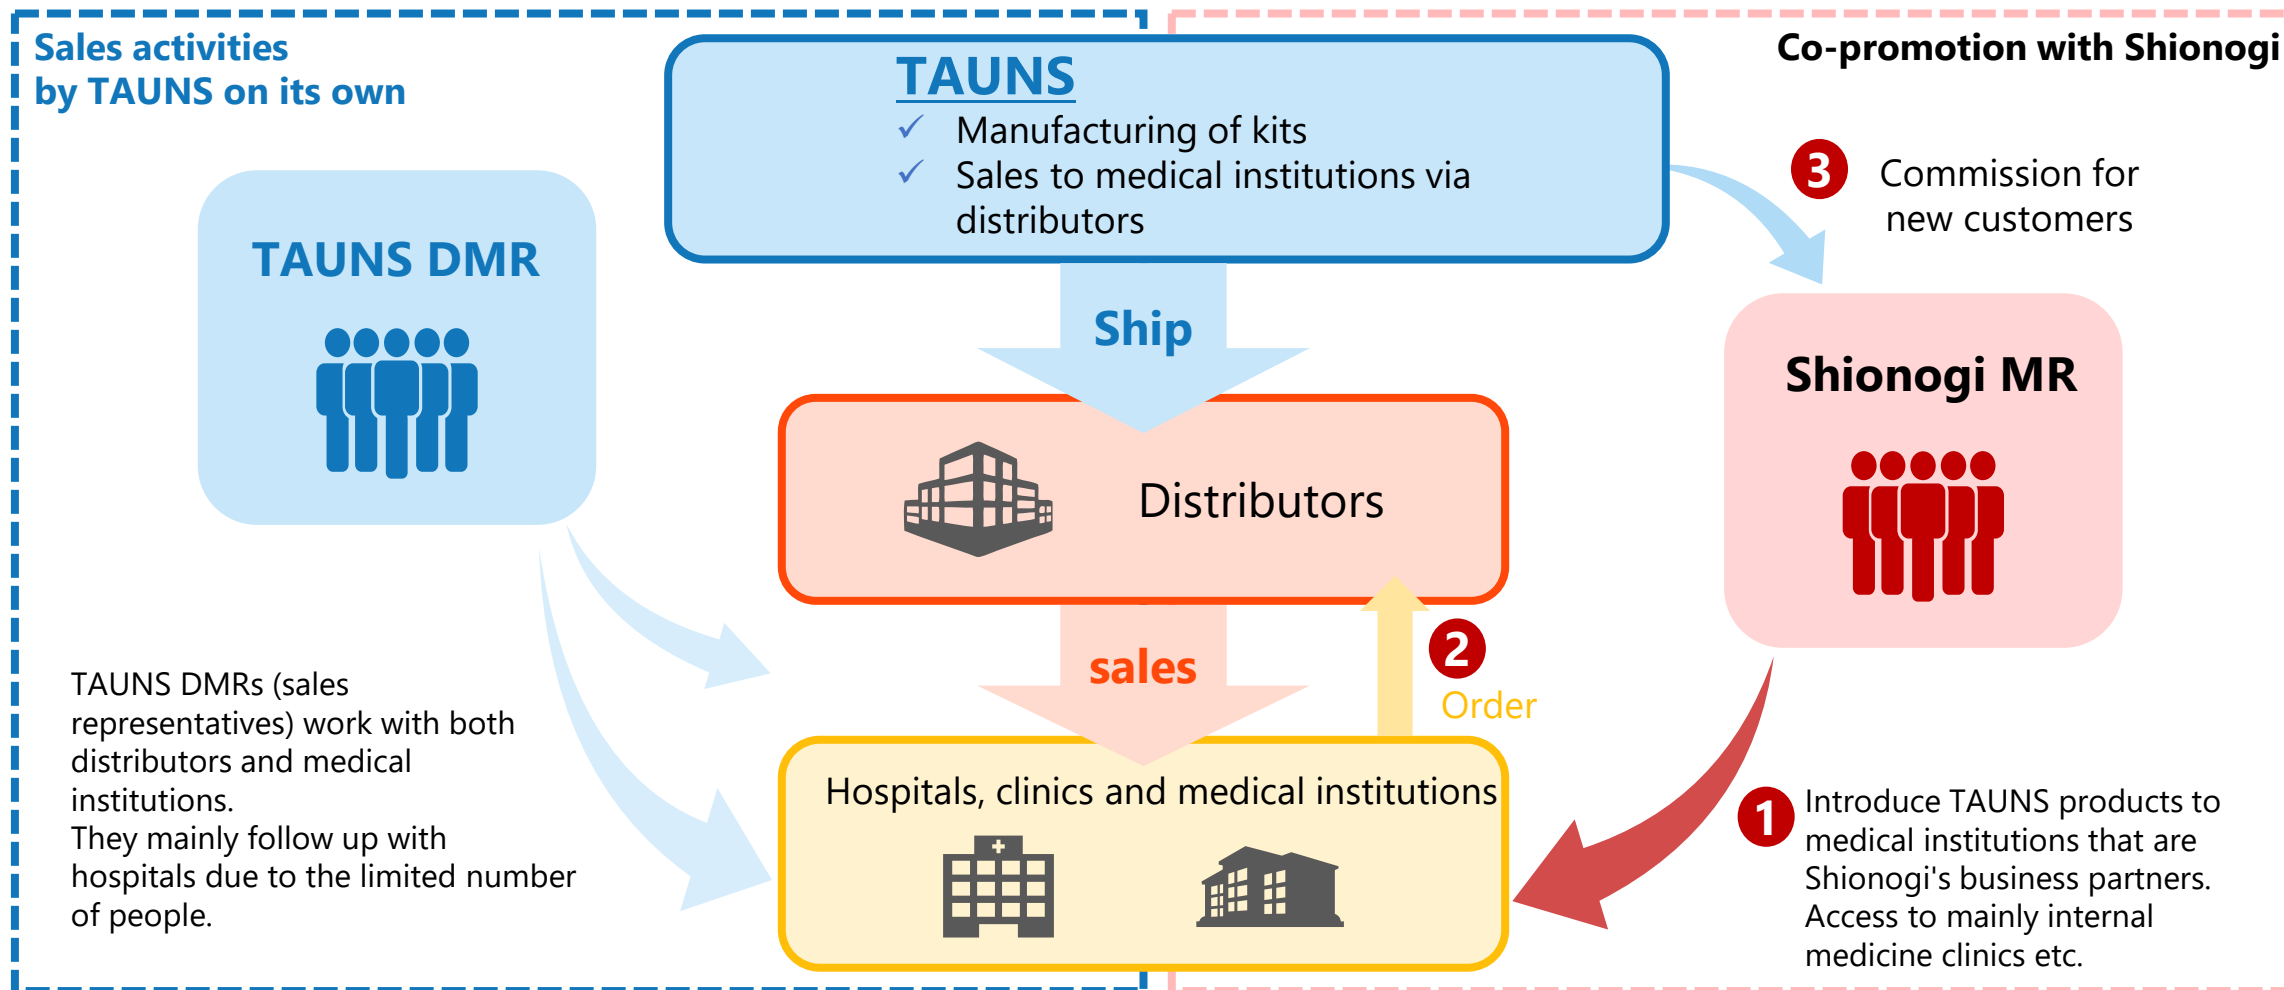 Sales activities
by TAUNS on its own
Co-promotion with Shionogi
TAUNS
✓ Manufacturing of kits
✓ Sales to medical institutions via
distributors
3
Commission for
new customers
TAUNS DMR
Ship
Shionogi MR
Distributors
sales
2
Order
TAUNS DMRs (sales
representatives) work with both
distributors and medical
institutions.
They mainly follow up with
hospitals due to the limited number
of people.
Hospitals, clinics and medical institutions
1
Introduce TAUNS products to
medical institutions that are
Shionogi's business partners.
Access to mainly internal
medicine clinics etc.